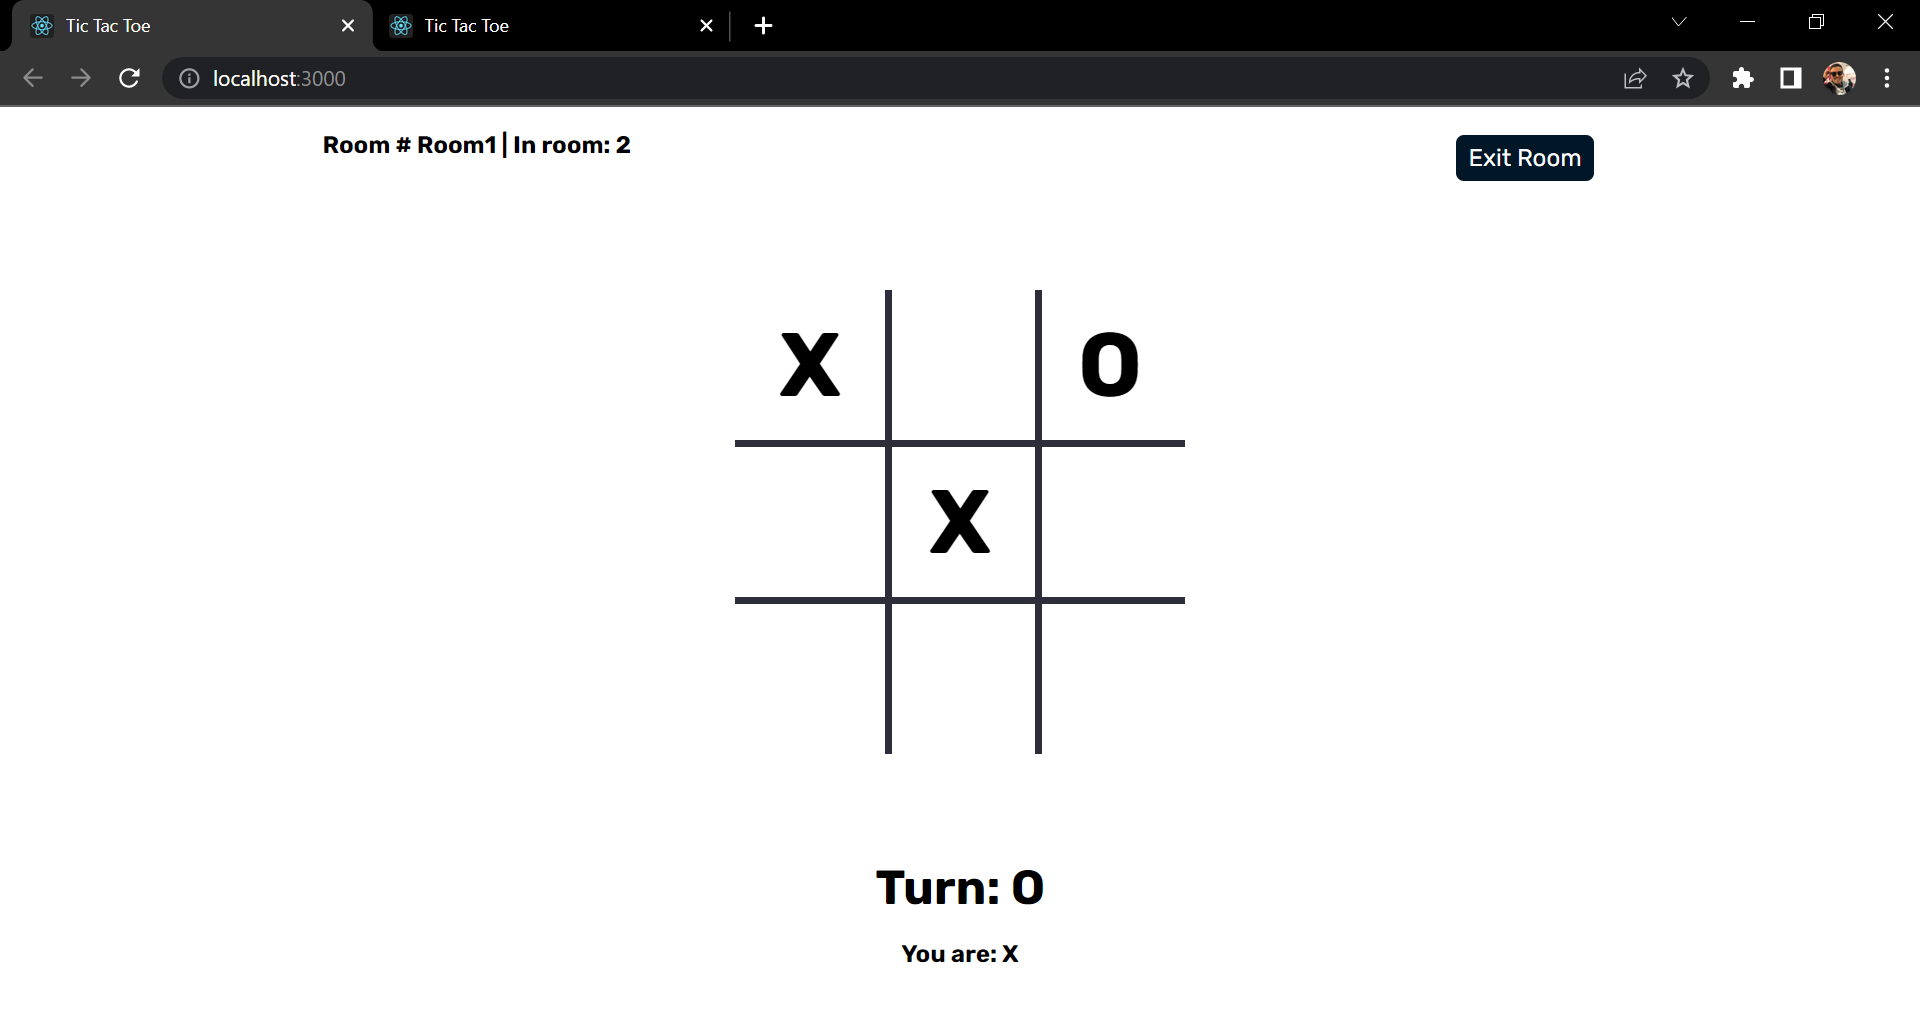 Tic Tac Toe
Tic Tac Toe
localhost:3000
Room # Room1 | In room: 2
Exit Room
X O
X
Turn: O
You are: X